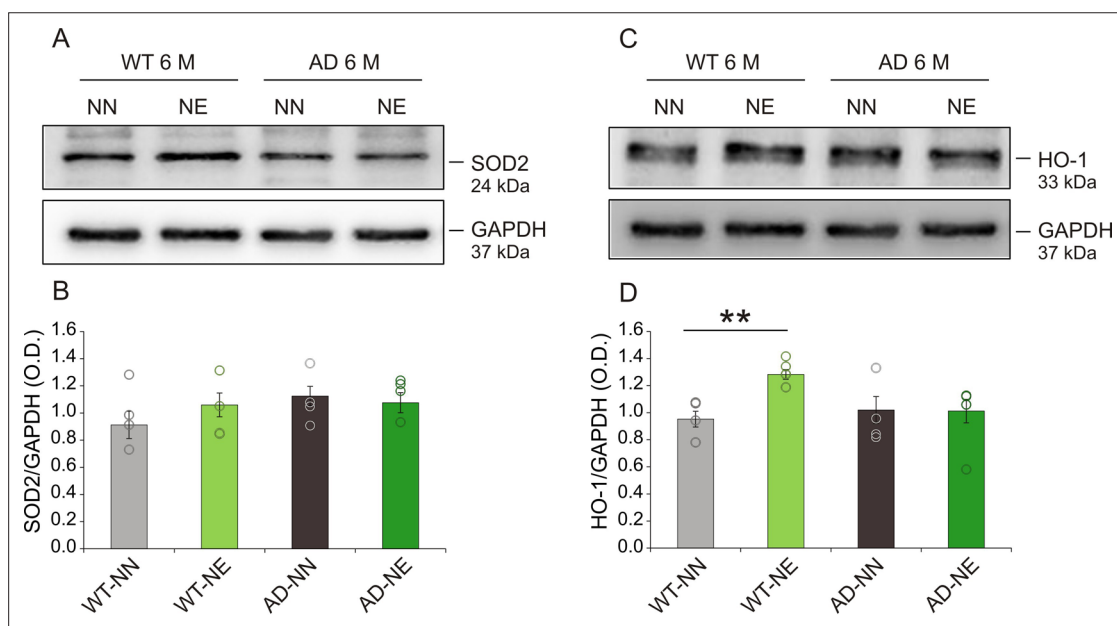 A
WT 6 M AD 6 M
NN NE NN NE
SOD2
24 kDa
GAPDH
37 kDa
B
SOD2/GAPDH (O.D.)
1.6
1.4
1.2
1.0
0.8
0.6
0.4
0.2
0.0
WT-NN WT-NE AD-NN AD-NE
C
WT 6 M AD 6 M
NN NE NN NE
HO-1
33 kDa
GAPDH
37 kDa
D
**
HO-1/GAPDH (O.D.)
1.6
1.4
1.2
1.0
0.8
0.6
0.4
0.2
0.0
WT-NN WT-NE AD-NN AD-NE